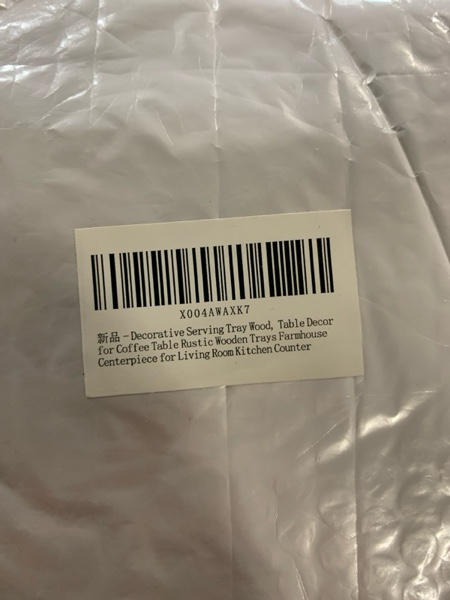 X004AWAXK7
新品 - Decorative Serving Tray Wood, Table Decor
for Coffee Table Rustic Wooden Trays Farmhouse
Centerpiece for Living Room Kitchen Counter